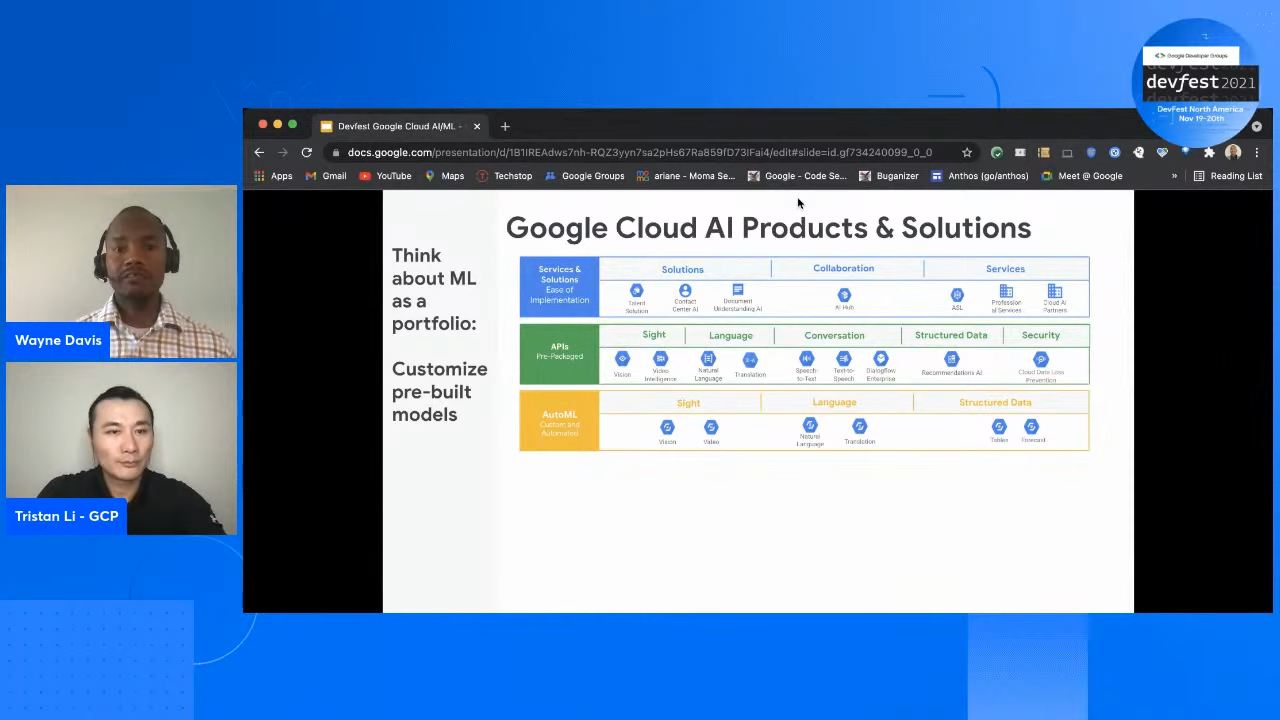 Google Developer Groups
devfest 2021
DevFest North America
Nov 19-20th
Devfest Google Cloud AI/ML -
docs.google.com/presentation/d/1B1IREAdws7nh-RQZ3yyn7sa2pHs67Ra859fD73IFai4/edit#slide=id.gf734240099_0_0
Apps Gmail YouTube Maps Techstop Google Groups ariane - Moma Se... Google - Code Se... Buganizer Anthos (go/anthos) Meet @ Google » Reading List
Wayne Davis
Tristan Li - GCP
Think
about ML
as a
portfolio:
Customize
pre-built
models
Google Cloud AI Products & Solutions
Services &
Solutions
Ease of
Implementation
Solutions Collaboration Services
Talent
Solution
Contact
Center AI
Document
Understanding AI
AI Hub
ASL
Profession
al Services
Cloud AI
Partners
APIs
Pre-Packaged
Sight Language Conversation Structured Data Security
Vision
Video
Intelligence
Natural
Language
Translation
Speech-
to-Text
Text-to-
Speech
Dialogflow
Enterprise
Recommendations AI
Cloud Data Loss
Prevention
AutoML
Custom and
Automated
Sight Language Structured Data
Vision
Video
Natural
Language
Translation
Tables
Forecast